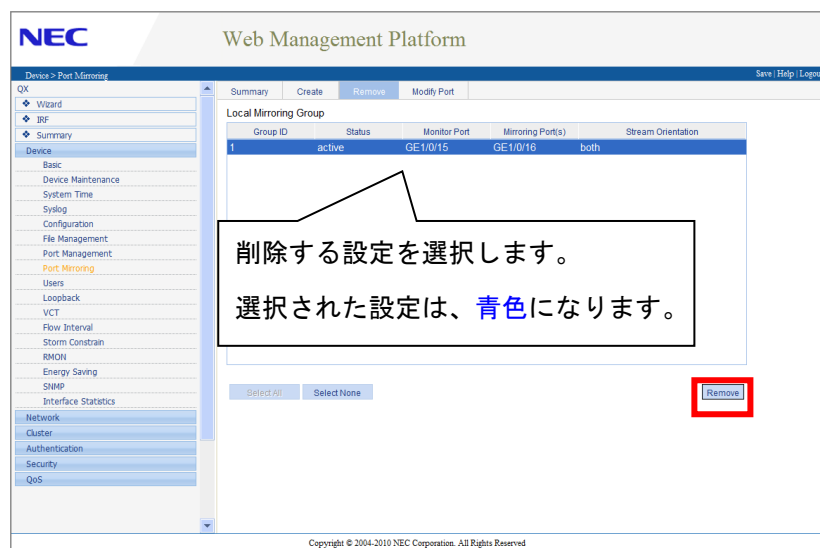 NEC
Web Management Platform
Device > Port Mirroring
Save | Help | Logout
QX
Wizard
IRF
Summary
Device
Basic
Device Maintenance
System Time
Syslog
Configuration
File Management
Port Management
Port Mirroring
Users
Loopback
VCT
Flow Interval
Storm Constrain
RMON
Energy Saving
SNMP
Interface Statistics
Network
Cluster
Authentication
Security
QoS
Summary Create Remove Modify Port
Local Mirroring Group
Group ID Status Monitor Port Mirroring Port(s) Stream Orientation
1 active GE1/0/15 GE1/0/16 both
削除する設定を選択します。
選択された設定は、青色になります。
Select All Select None Remove
Copyright © 2004-2010 NEC Corporation. All Rights Reserved